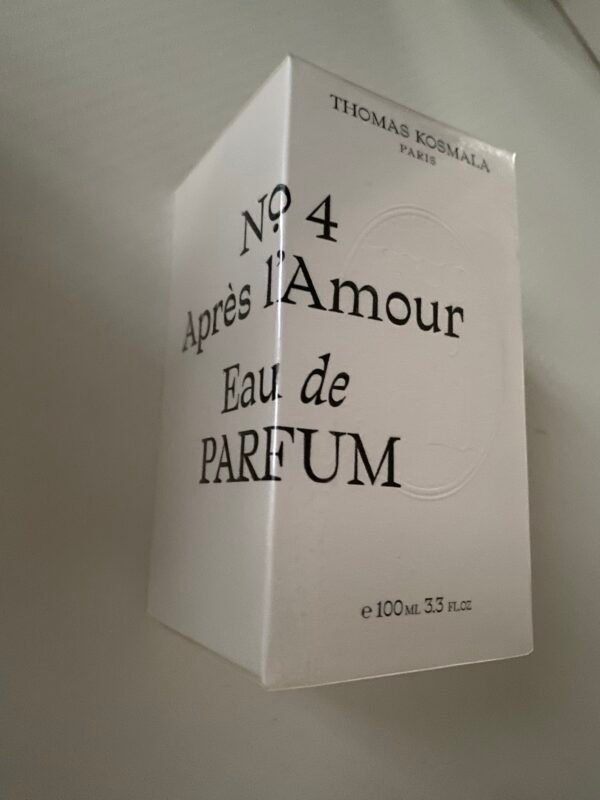 THOMAS KOSMALA
PARIS
Nº 4
Après l'Amour
Eau de
PARFUM
e 100 ML 3.3 FL.OZ